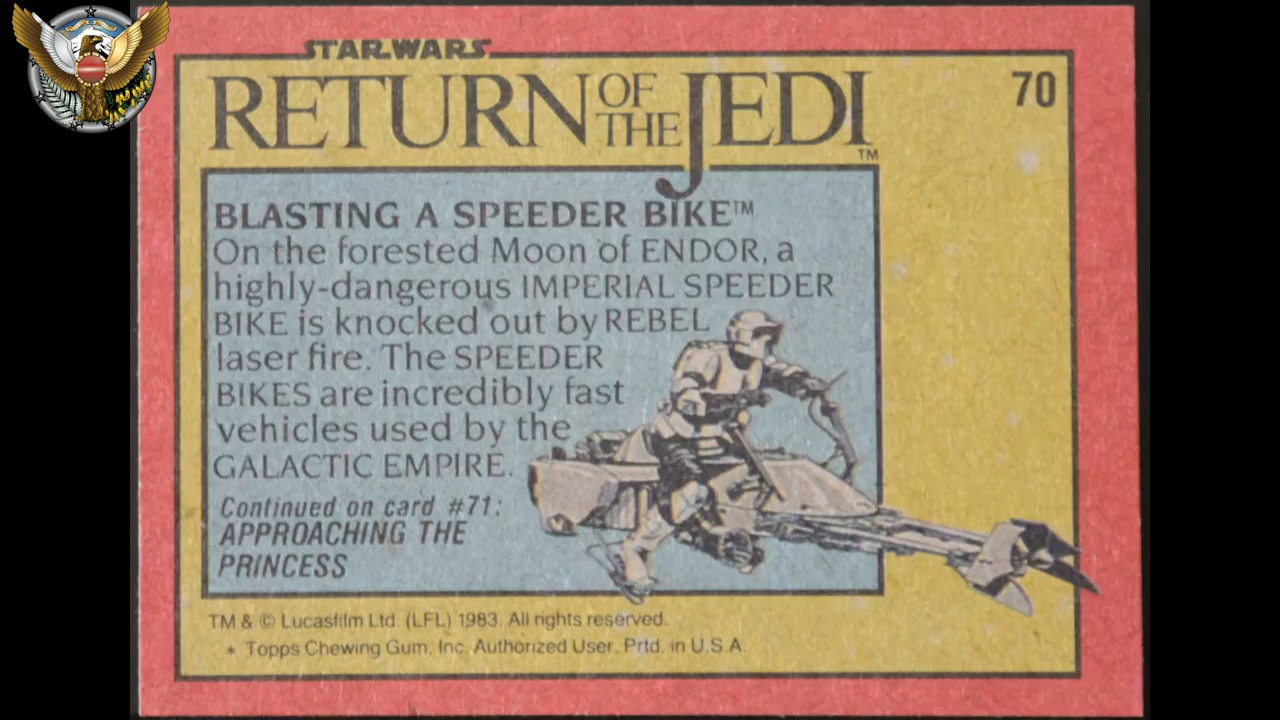 STAR WARS
RETURN OF THE JEDI
TM
70
BLASTING A SPEEDER BIKE™
On the forested Moon of ENDOR, a
highly-dangerous IMPERIAL SPEEDER
BIKE is knocked out by REBEL
laser fire. The SPEEDER
BIKES are incredibly fast
vehicles used by the
GALACTIC EMPIRE.
Continued on card #71:
APPROACHING THE
PRINCESS
TM & © Lucasfilm Ltd. (LFL) 1983. All rights reserved.
* Topps Chewing Gum, Inc. Authorized User. Prtd. in U.S.A.